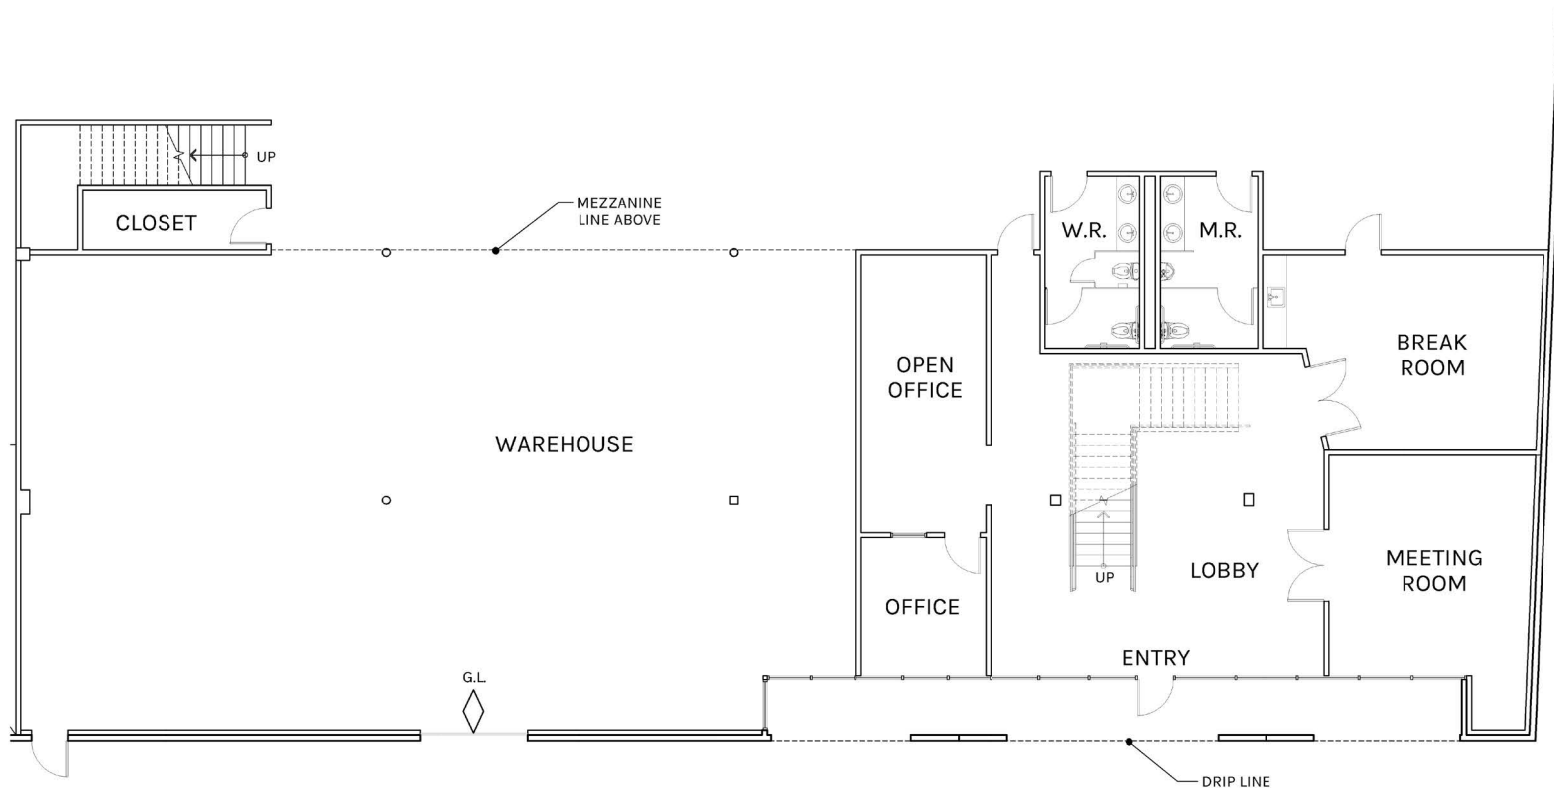 UP
MEZZANINE
LINE ABOVE
CLOSET
W.R.
M.R.
BREAK
ROOM
OPEN
OFFICE
WAREHOUSE
MEETING
ROOM
LOBBY
UP
OFFICE
ENTRY
G.L.
DRIP LINE